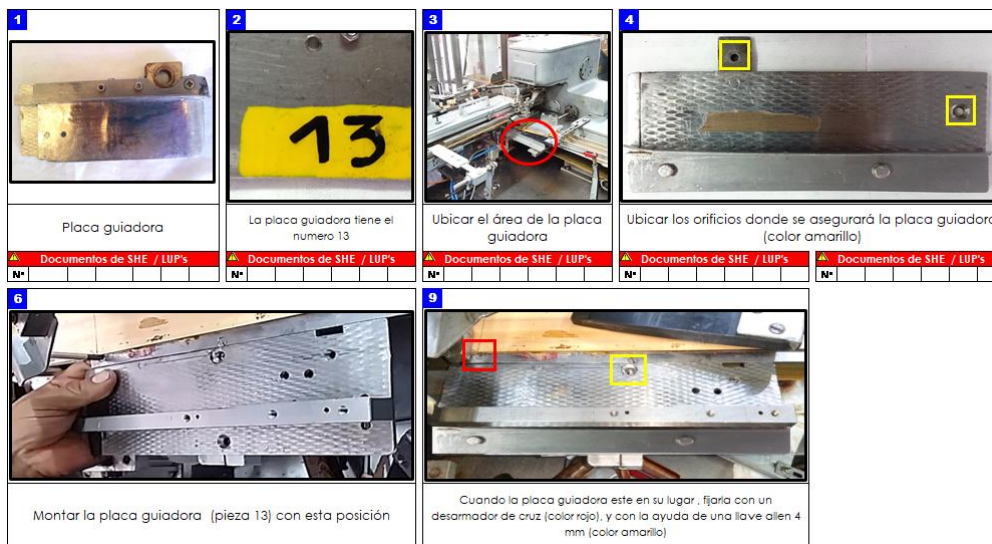 1
2
3
4
13
Placa guiadora
La placa guiadora tiene el
numero 13
Ubicar el área de la placa
guiadora
Ubicar los orificios donde se asegurará la placa guiadora
(color amarillo)
Documentos de SHE / LUP's
Documentos de SHE / LUP's
Documentos de SHE / LUP's
Documentos de SHE / LUP's
Documentos de SHE / LUP's
N°
N°
N°
N°
N°
6
9
Montar la placa guiadora (pieza 13) con esta posición
Cuando la placa guiadora este en su lugar , fijarla con un
desarmador de cruz (color rojo), y con la ayuda de una llave allen 4
mm (color amarillo)